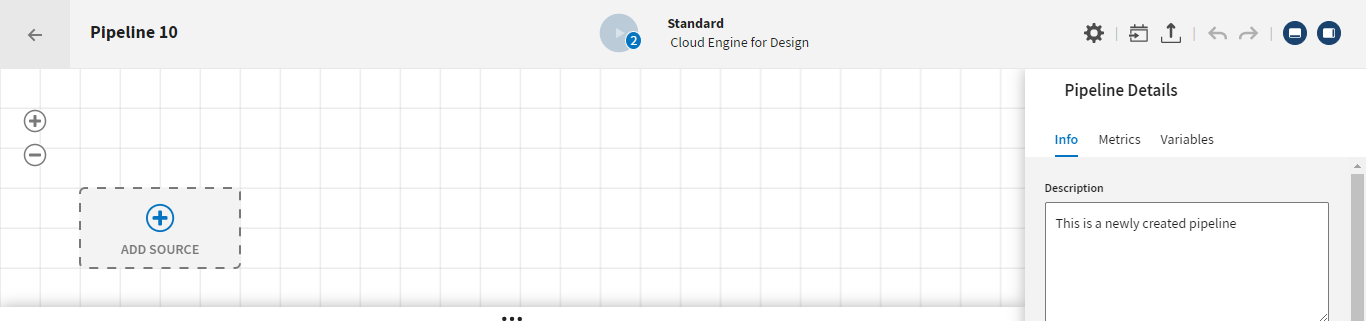 Pipeline 10
2
Standard
Cloud Engine for Design
Pipeline Details
Info Metrics Variables
Description
This is a newly created pipeline
ADD SOURCE